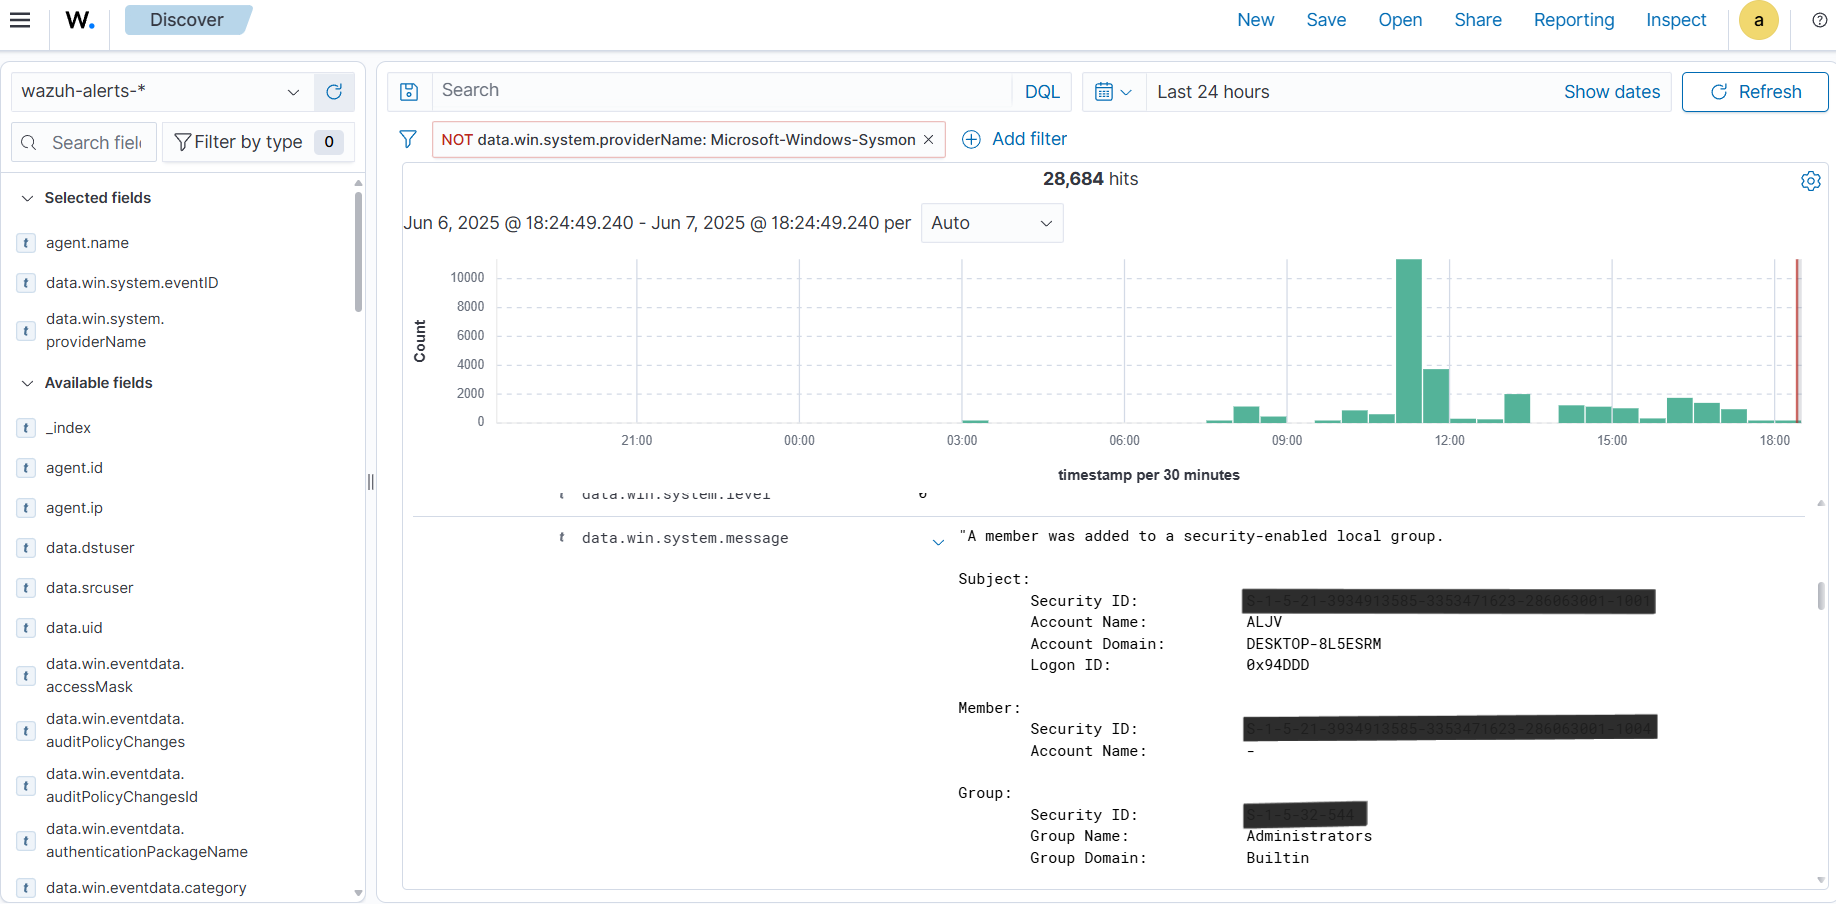 W.
Discover
New
Save
Open
Share
Reporting
Inspect
a
wazuh-alerts-*
Search
DQL
Last 24 hours
Show dates
Refresh
Search fiel
Filter by type 0
NOT data.win.system.providerName: Microsoft-Windows-Sysmon
Add filter
Selected fields
t agent.name
t data.win.system.eventID
t data.win.system.
providerName
Available fields
t _index
t agent.id
t agent.ip
t data.dstuser
t data.srcuser
t data.uid
t data.win.eventdata.
accessMask
t data.win.eventdata.
auditPolicyChanges
t data.win.eventdata.
auditPolicyChangesId
t data.win.eventdata.
authenticationPackageName
t data.win.eventdata.category
28,684 hits
Jun 6, 2025 @ 18:24:49.240 - Jun 7, 2025 @ 18:24:49.240 per Auto
Count
10000
8000
6000
4000
2000
0
21:00 00:00 03:00 06:00 09:00 12:00 15:00 18:00
timestamp per 30 minutes
t data.win.system.level
t data.win.system.message "A member was added to a security-enabled local group.
Subject:
Security ID:
Account Name: ALJV
Account Domain: DESKTOP-8L5ESRM
Logon ID: 0x94DDD
Member:
Security ID:
Account Name: -
Group:
Security ID:
Group Name: Administrators
Group Domain: Builtin